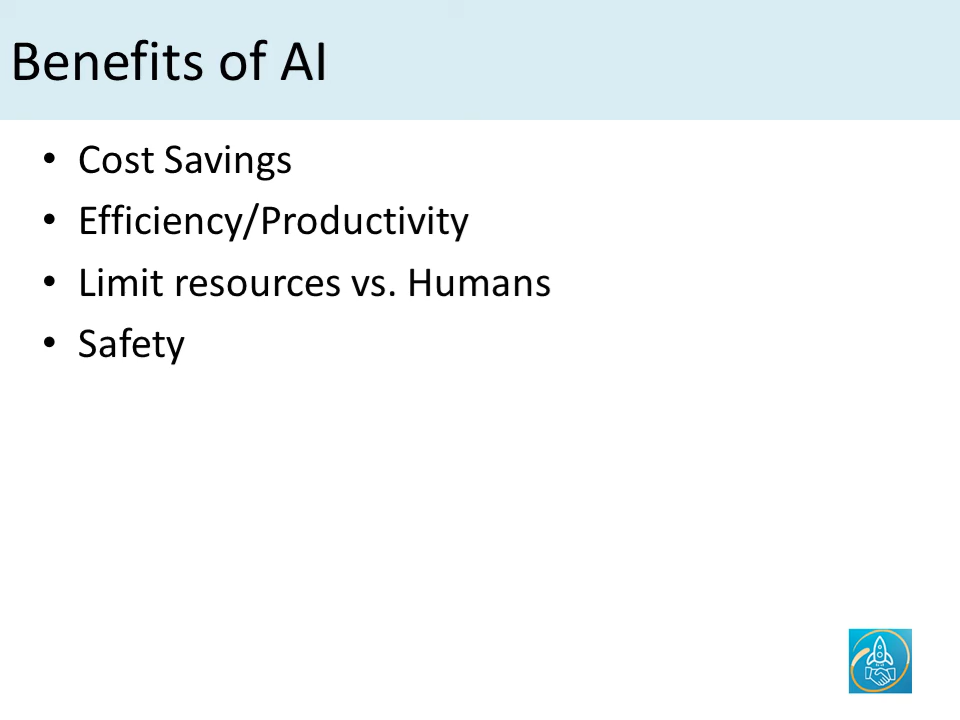 Benefits of AI
• Cost Savings
• Efficiency/Productivity
• Limit resources vs. Humans
• Safety